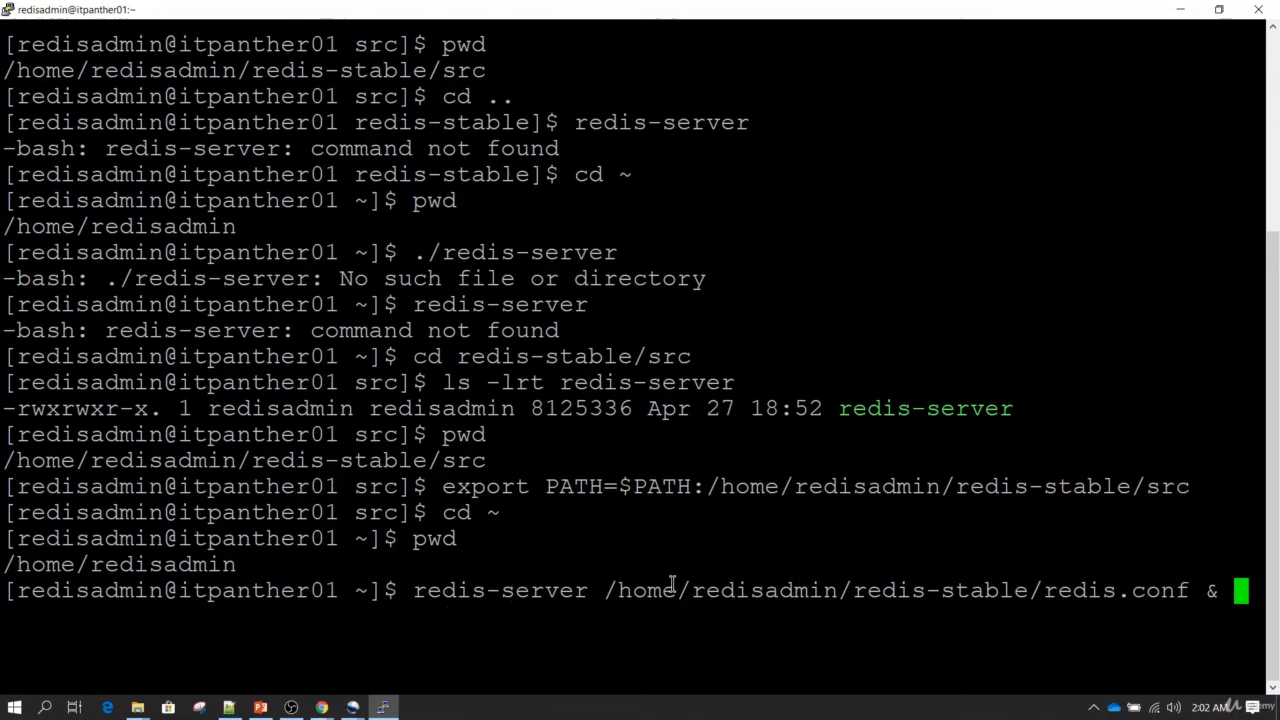 redisadmin@itpanther01:~
[redisadmin@itpanther01 src]$ pwd
/home/redisadmin/redis-stable/src
[redisadmin@itpanther01 src]$ cd ..
[redisadmin@itpanther01 redis-stable]$ redis-server
-bash: redis-server: command not found
[redisadmin@itpanther01 redis-stable]$ cd ~
[redisadmin@itpanther01 ~]$ pwd
/home/redisadmin
[redisadmin@itpanther01 ~]$ ./redis-server
-bash: ./redis-server: No such file or directory
[redisadmin@itpanther01 ~]$ redis-server
-bash: redis-server: command not found
[redisadmin@itpanther01 ~]$ cd redis-stable/src
[redisadmin@itpanther01 src]$ ls -lrt redis-server
-rwxrwxr-x. 1 redisadmin redisadmin 8125336 Apr 27 18:52 redis-server
[redisadmin@itpanther01 src]$ pwd
/home/redisadmin/redis-stable/src
[redisadmin@itpanther01 src]$ export PATH=$PATH:/home/redisadmin/redis-stable/src
[redisadmin@itpanther01 src]$ cd ~
[redisadmin@itpanther01 ~]$ pwd
/home/redisadmin
[redisadmin@itpanther01 ~]$ redis-server /home/redisadmin/redis-stable/redis.conf &
2:02 AM
Udemy